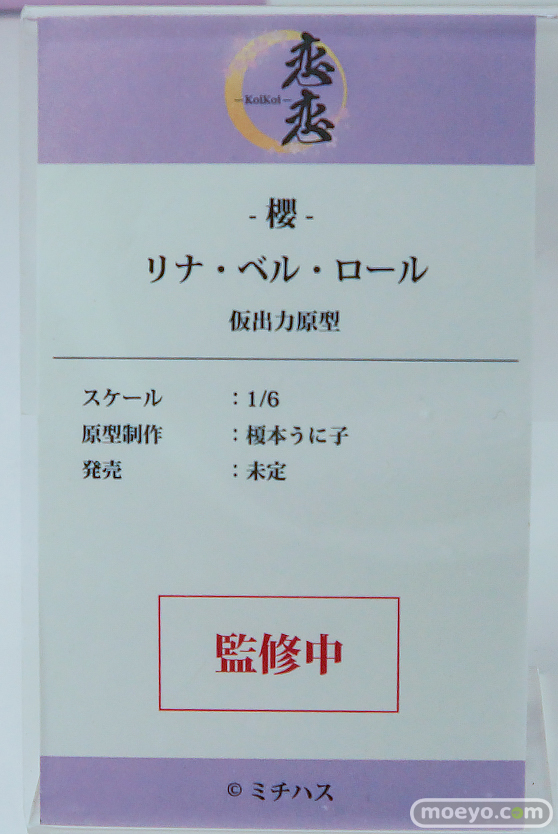 恋恋
—KoiKoi—
- 櫻 -
リナ・ベル・ロール
仮出力原型
スケール ：1/6
原型制作 ：榎本うに子
発売 ：未定
監修中
© ミチハス
moeyo.com